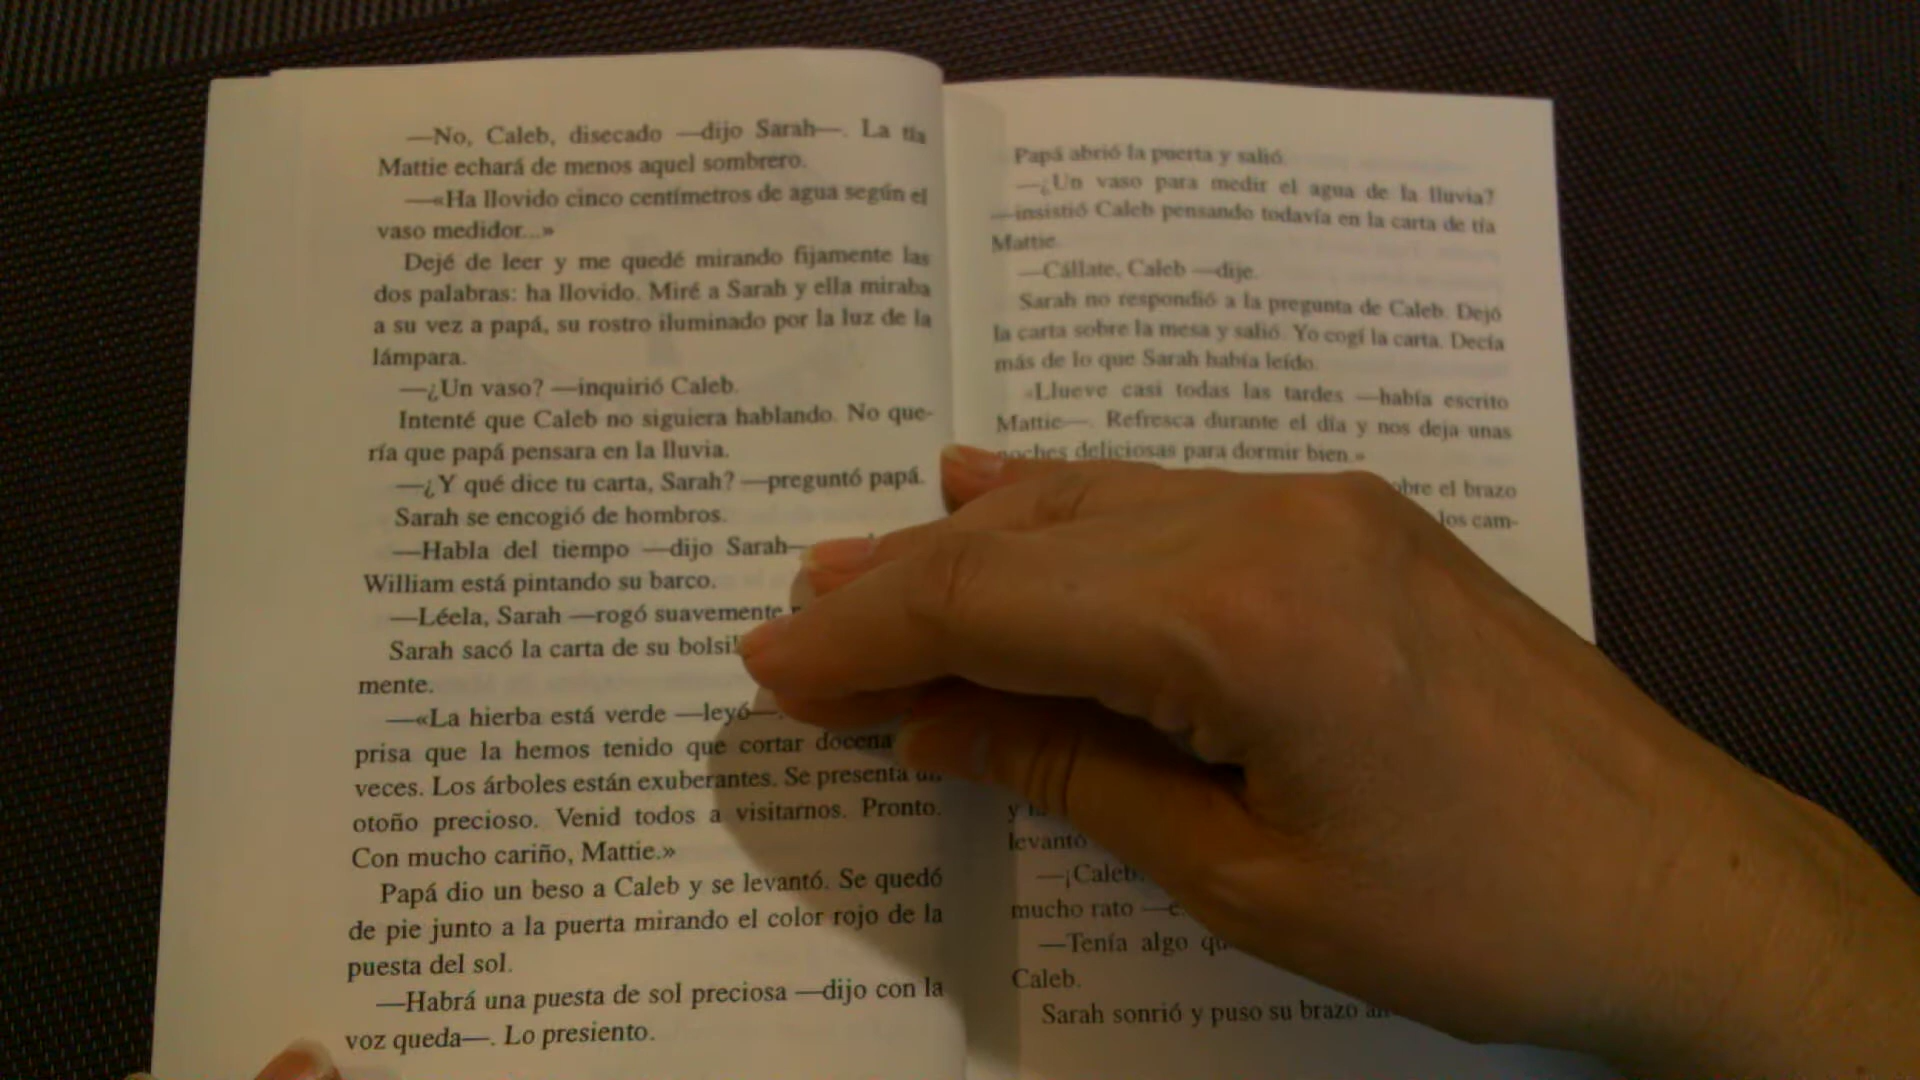 —No, Caleb, disecado —dijo Sarah—. La tía
Mattie echará de menos aquel sombrero.
—«Ha llovido cinco centímetros de agua según el
vaso medidor...»
Dejé de leer y me quedé mirando fijamente las
dos palabras: ha llovido. Miré a Sarah y ella miraba
a su vez a papá, su rostro iluminado por la luz de la
lámpara.
—¿Un vaso? —inquirió Caleb.
Intenté que Caleb no siguiera hablando. No que-
ría que papá pensara en la lluvia.
—¿Y qué dice tu carta, Sarah? —preguntó papá.
Sarah se encogió de hombros.
—Habla del tiempo —dijo Sarah—
William está pintando su barco.
—Léela, Sarah —rogó suavemente
Sarah sacó la carta de su
mente.
—«La hierba está verde —leyó—.
prisa que la hemos tenido que cortar
veces. Los árboles están exuberantes. Se presenta un
otoño precioso. Venid todos a visitarnos. Pronto.
Con mucho cariño, Mattie.»
Papá dio un beso a Caleb y se levantó. Se quedó
de pie junto a la puerta mirando el color rojo de la
puesta del sol.
—Habrá una puesta de sol preciosa —dijo con la
voz queda—. Lo presiento.
Papá abrió la puerta y salió.
—¿Un vaso para medir el agua de la lluvia?
—insistió Caleb pensando todavía en la carta de tía
Mattie.
—Cállate, Caleb —dije.
Sarah no respondió a la pregunta de Caleb. Dejó
la carta sobre la mesa y salió. Yo cogí la carta. Decía
más de lo que Sarah había leído.
«Llueve casi todas las tardes —había escrito
Mattie—. Refresca durante el día y nos deja unas
noches deliciosas para dormir bien.»
el brazo
los cam-
y
levantó
—¡Caleb,
mucho rato
—Tenía algo
Caleb.
Sarah sonrió y puso su brazo